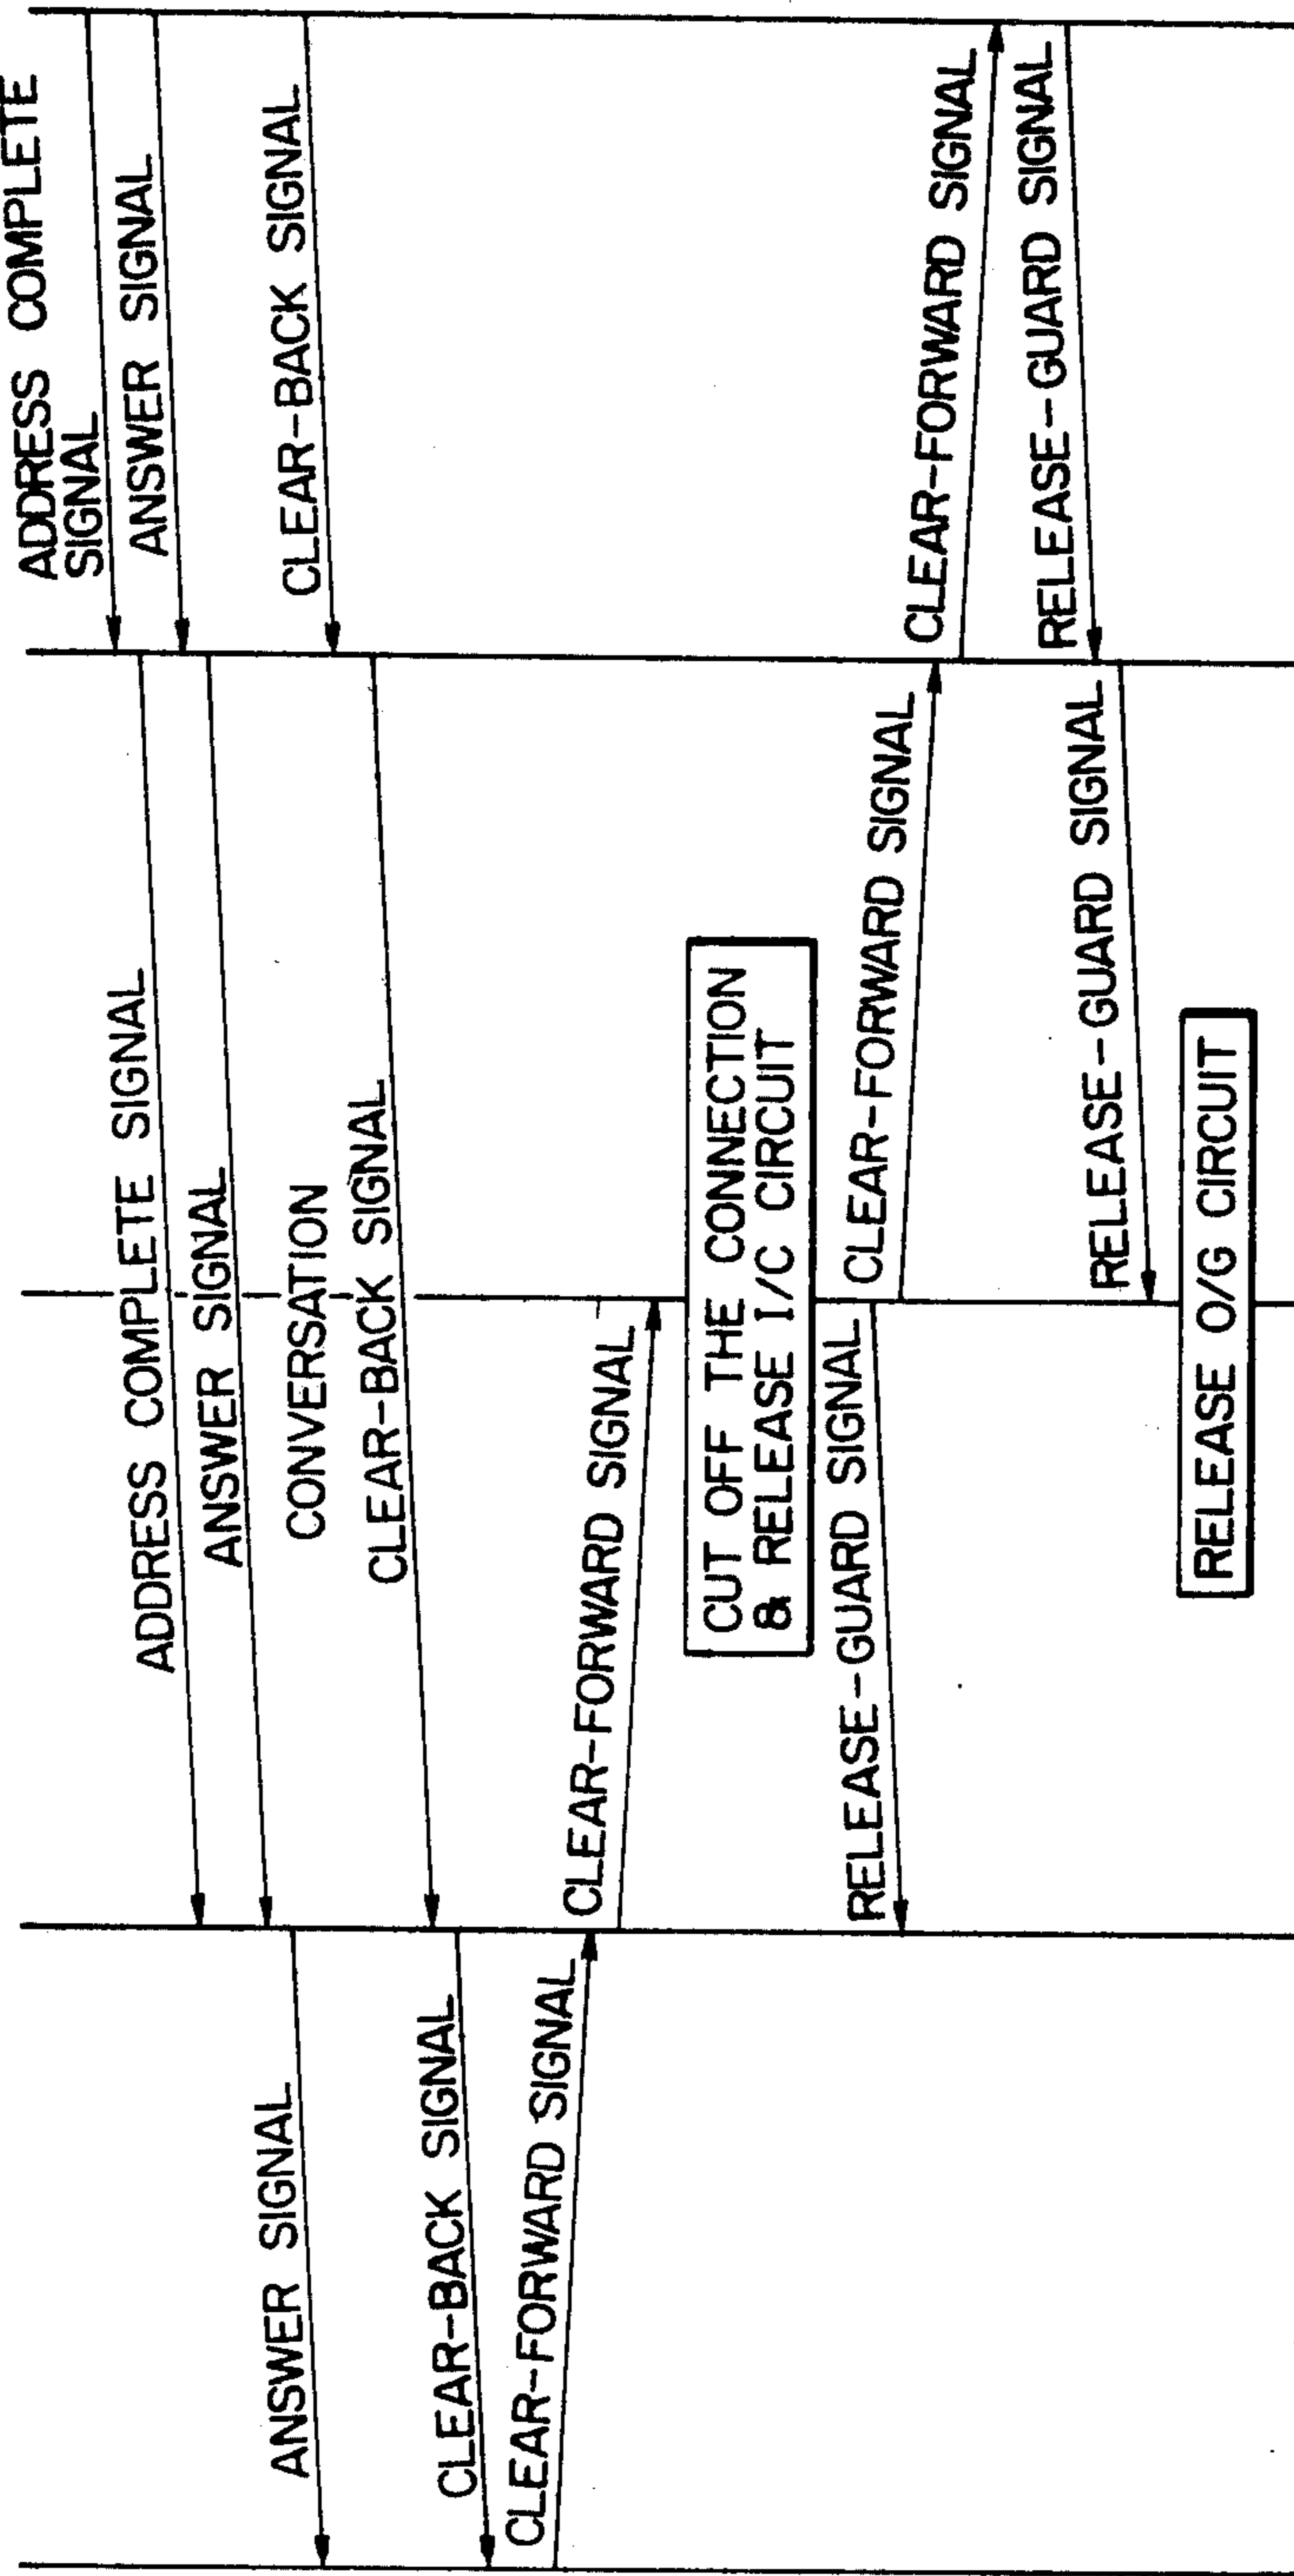 ADDRESS COMPLETE
SIGNAL
ADDRESS COMPLETE SIGNAL
ANSWER SIGNAL
ANSWER SIGNAL
ANSWER SIGNAL
CONVERSATION
CLEAR-BACK SIGNAL
CLEAR-BACK SIGNAL
CLEAR-BACK SIGNAL
CLEAR-FORWARD SIGNAL
CLEAR-FORWARD SIGNAL
CUT OFF THE CONNECTION
& RELEASE I/C CIRCUIT
RELEASE-GUARD SIGNAL
CLEAR-FORWARD SIGNAL
CLEAR-FORWARD SIGNAL
RELEASE-GUARD SIGNAL
RELEASE-GUARD SIGNAL
RELEASE O/G CIRCUIT